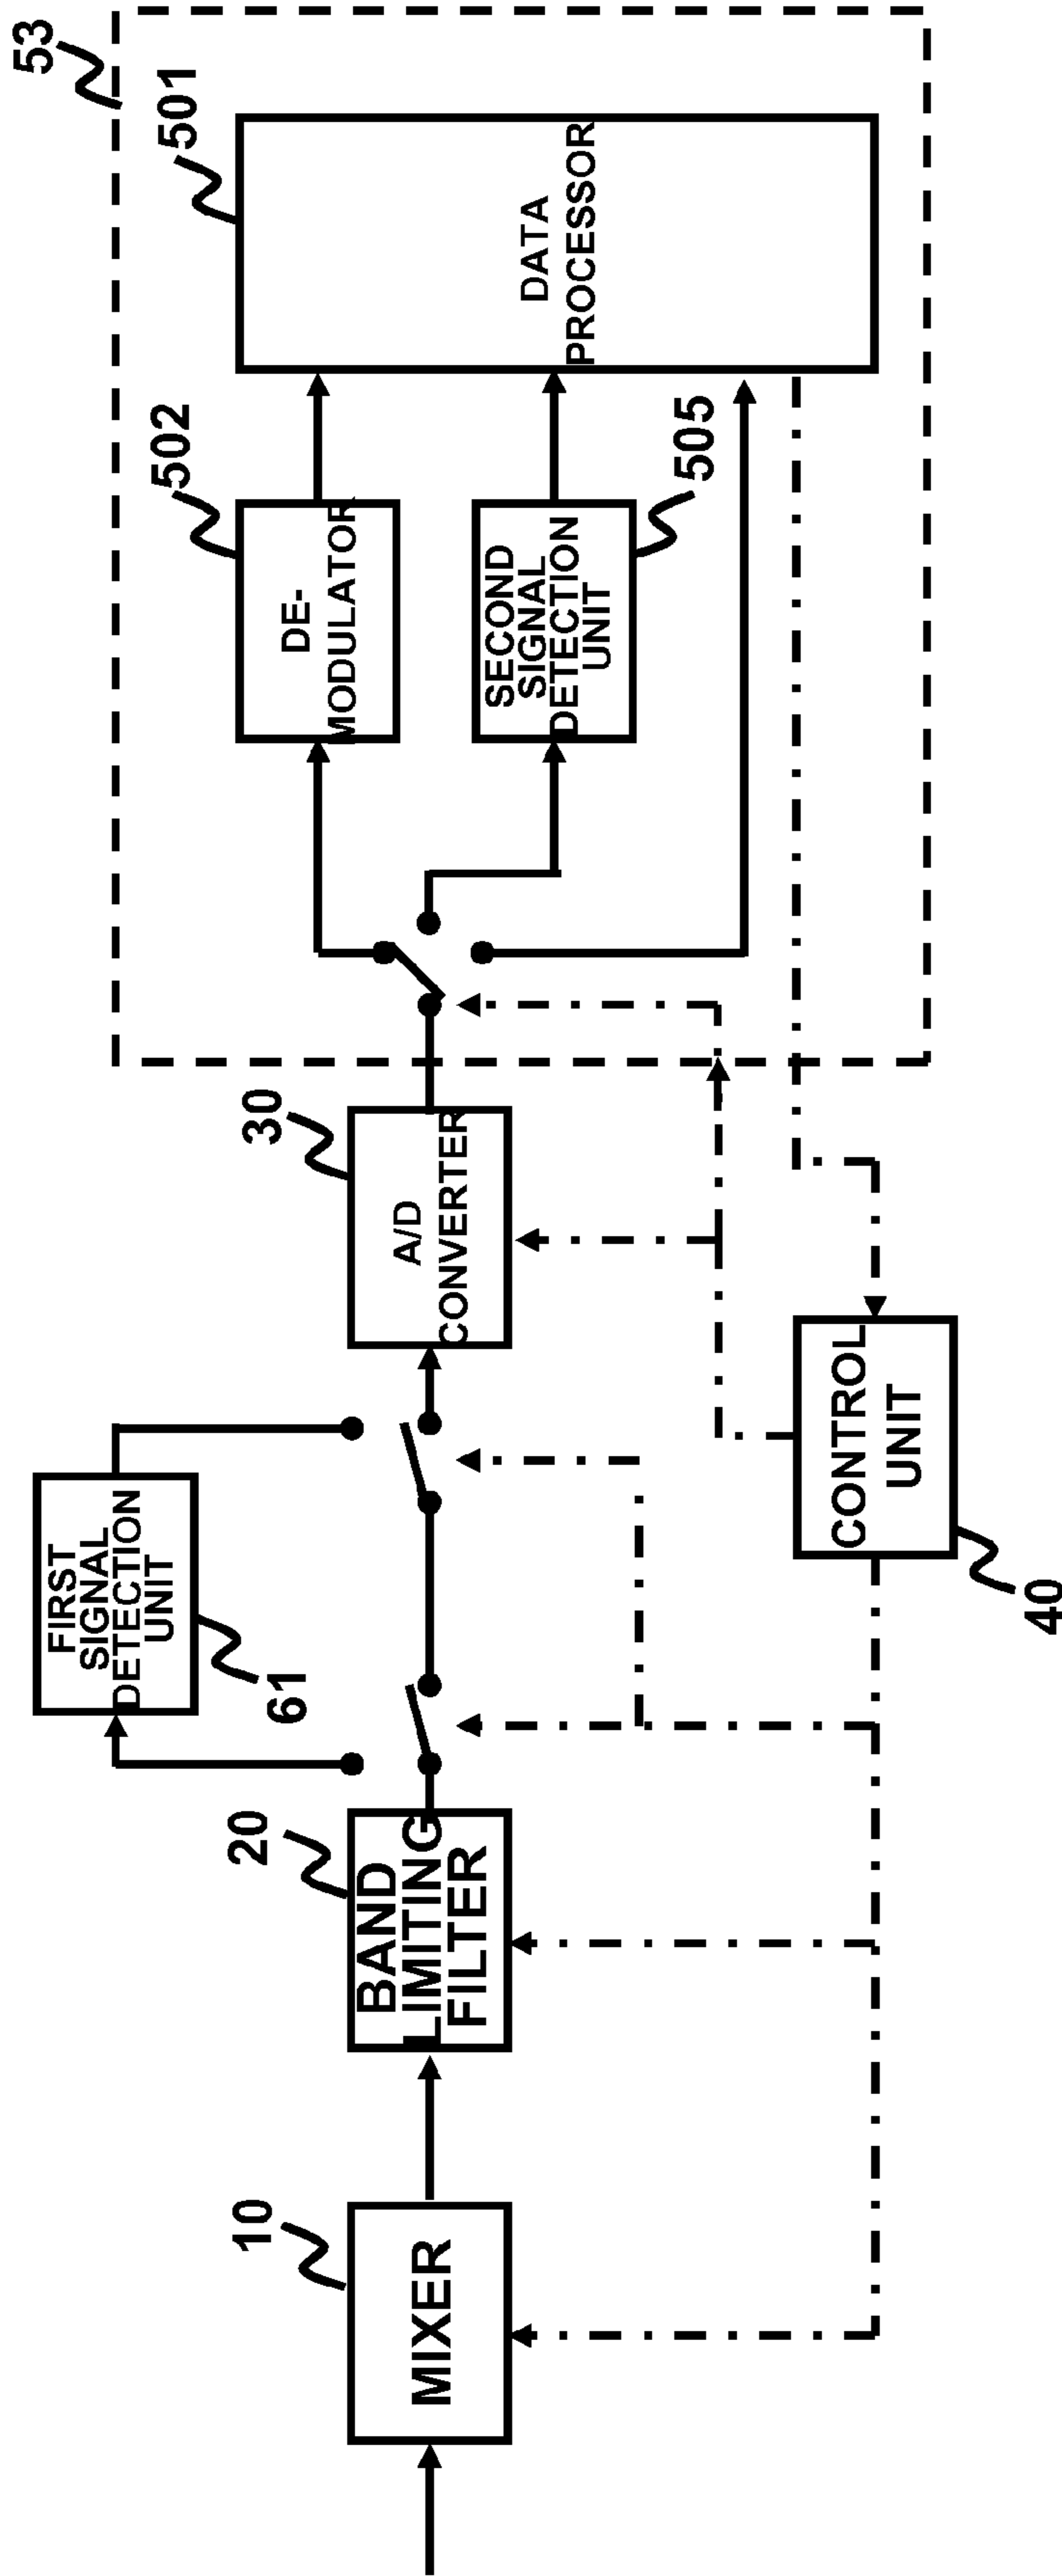 53
501
DATA
PROCESSOR
502
DE-
MODULATOR
505
SECOND
SIGNAL
DETECTION
UNIT
30
A/D
CONVERTER
FIRST
SIGNAL
DETECTION
UNIT
61
CONTROL
UNIT
40
20
BAND
LIMITING
FILTER
10
MIXER